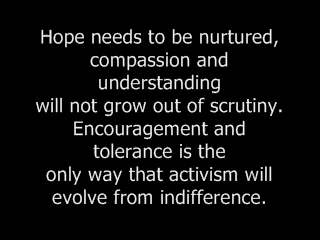 Hope needs to be nurtured,
compassion and
understanding
will not grow out of scrutiny.
Encouragement and
tolerance is the
only way that activism will
evolve from indifference.